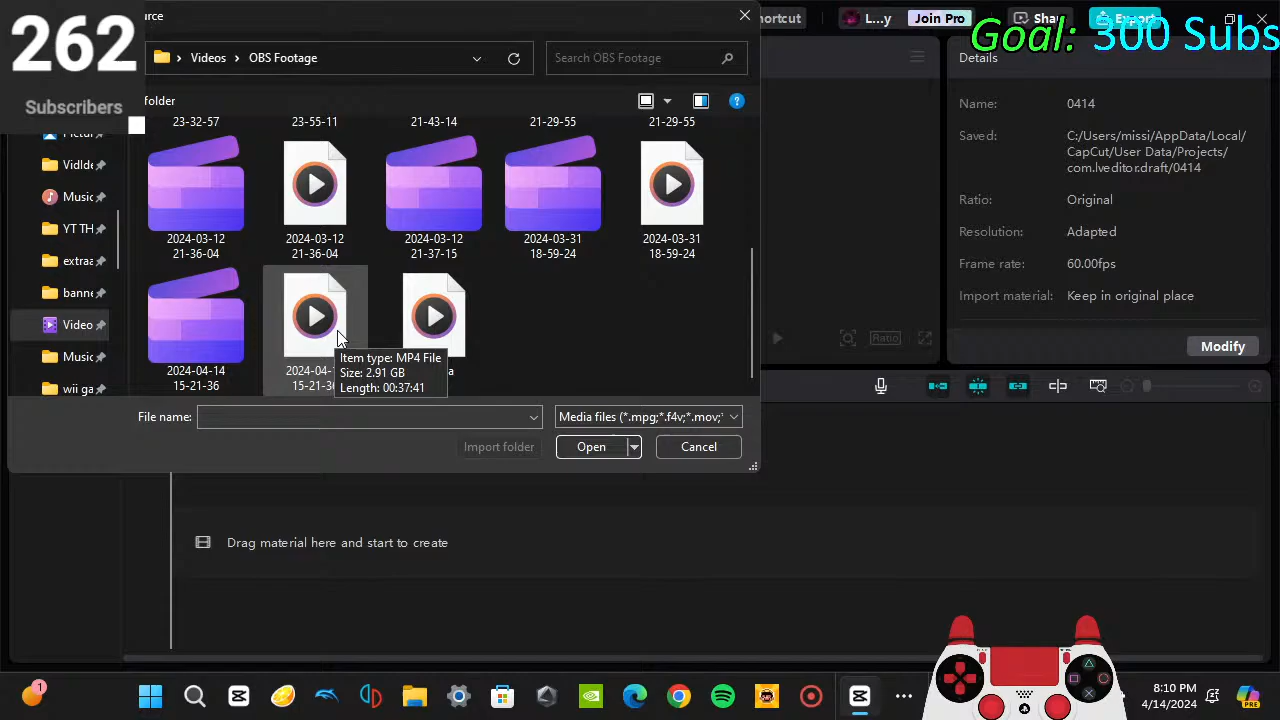 262
Subscribers
Videos
OBS Footage
Search OBS Footage
folder
shortcut
L...y
Join Pro
Goal: 300 Subs
Details
23-32-57
23-55-11
21-43-14
21-29-55
21-29-55
VidIde
Music
YT TH
extraa
bann
Video
Music
wii ga
2024-03-12
21-36-04
2024-03-12
21-36-04
2024-03-12
21-37-15
2024-03-31
18-59-24
2024-03-31
18-59-24
2024-04-14
15-21-36
Item type: MP4 File
Size: 2.91 GB
Length: 00:37:41
File name:
Media files (*.mpg;*.f4v;*.mov;*
Import folder
Open
Cancel
Name:
0414
Saved:
C:/Users/missi/AppData/Local/
CapCut/User Data/Projects/
com.lveditor.draft/0414
Ratio:
Original
Resolution:
Adapted
Frame rate:
60.00fps
Import material:
Keep in original place
Ratio
Modify
Drag material here and start to create
1
8:10 PM
4/14/2024
PRE